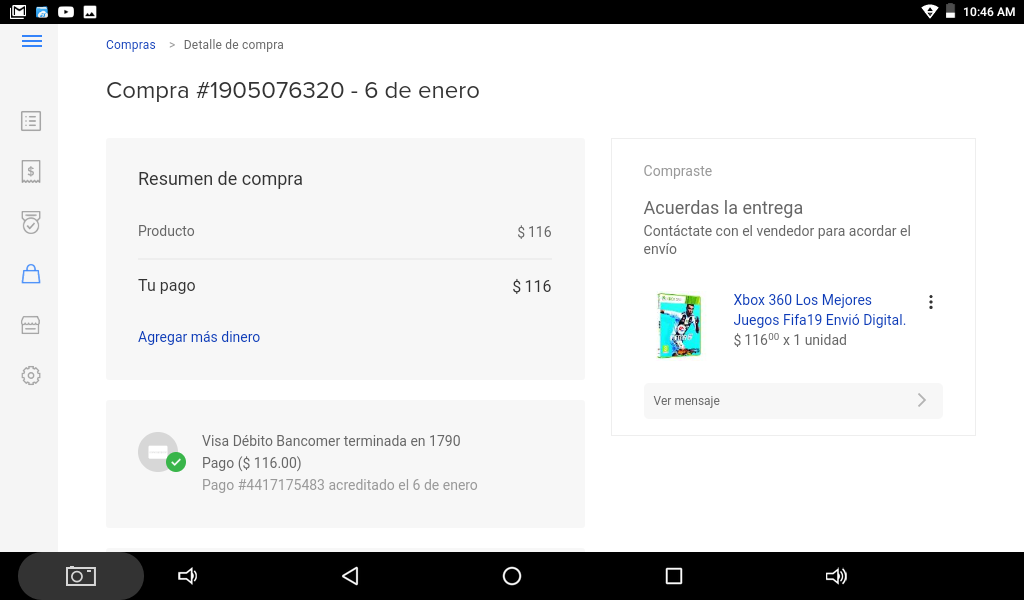 10:46 AM
Compras > Detalle de compra
Compra #1905076320 - 6 de enero
Resumen de compra
Producto $ 116
Tu pago $ 116
Agregar más dinero
Visa Débito Bancomer terminada en 1790
Pago ($ 116.00)
Pago #4417175483 acreditado el 6 de enero
Compraste
Acuerdas la entrega
Contáctate con el vendedor para acordar el
envío
Xbox 360 Los Mejores
Juegos Fifa19 Envió Digital.
$ 116⁰⁰ x 1 unidad
Ver mensaje